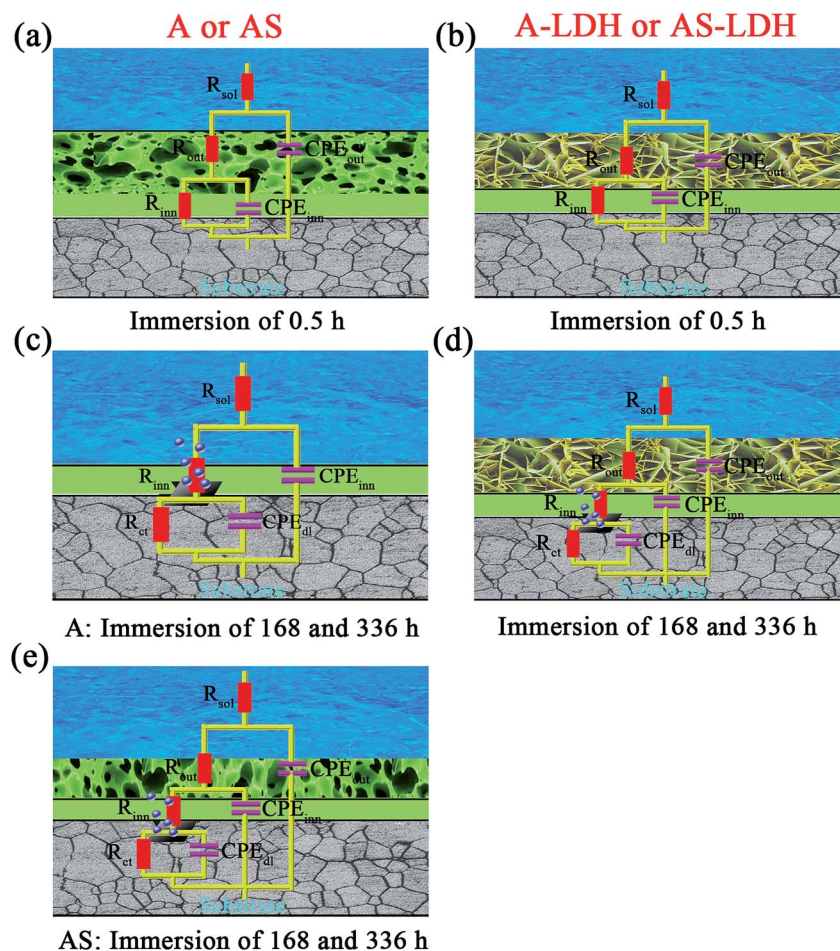 (a)
A or AS
R_sol
R_out
CPE_out
R_inn
CPE_inn
Substrate
Immersion of 0.5 h
(b)
A-LDH or AS-LDH
R_sol
R_out
CPE_out
R_inn
CPE_inn
Substrate
Immersion of 0.5 h
(c)
R_sol
R_inn
CPE_inn
R_ct
CPE_dl
Substrate
A: Immersion of 168 and 336 h
(d)
R_sol
R_out
CPE_out
R_inn
CPE_inn
R_ct
CPE_dl
Substrate
Immersion of 168 and 336 h
(e)
R_sol
R_out
CPE_out
R_inn
CPE_inn
R_ct
CPE_dl
Substrate
AS: Immersion of 168 and 336 h